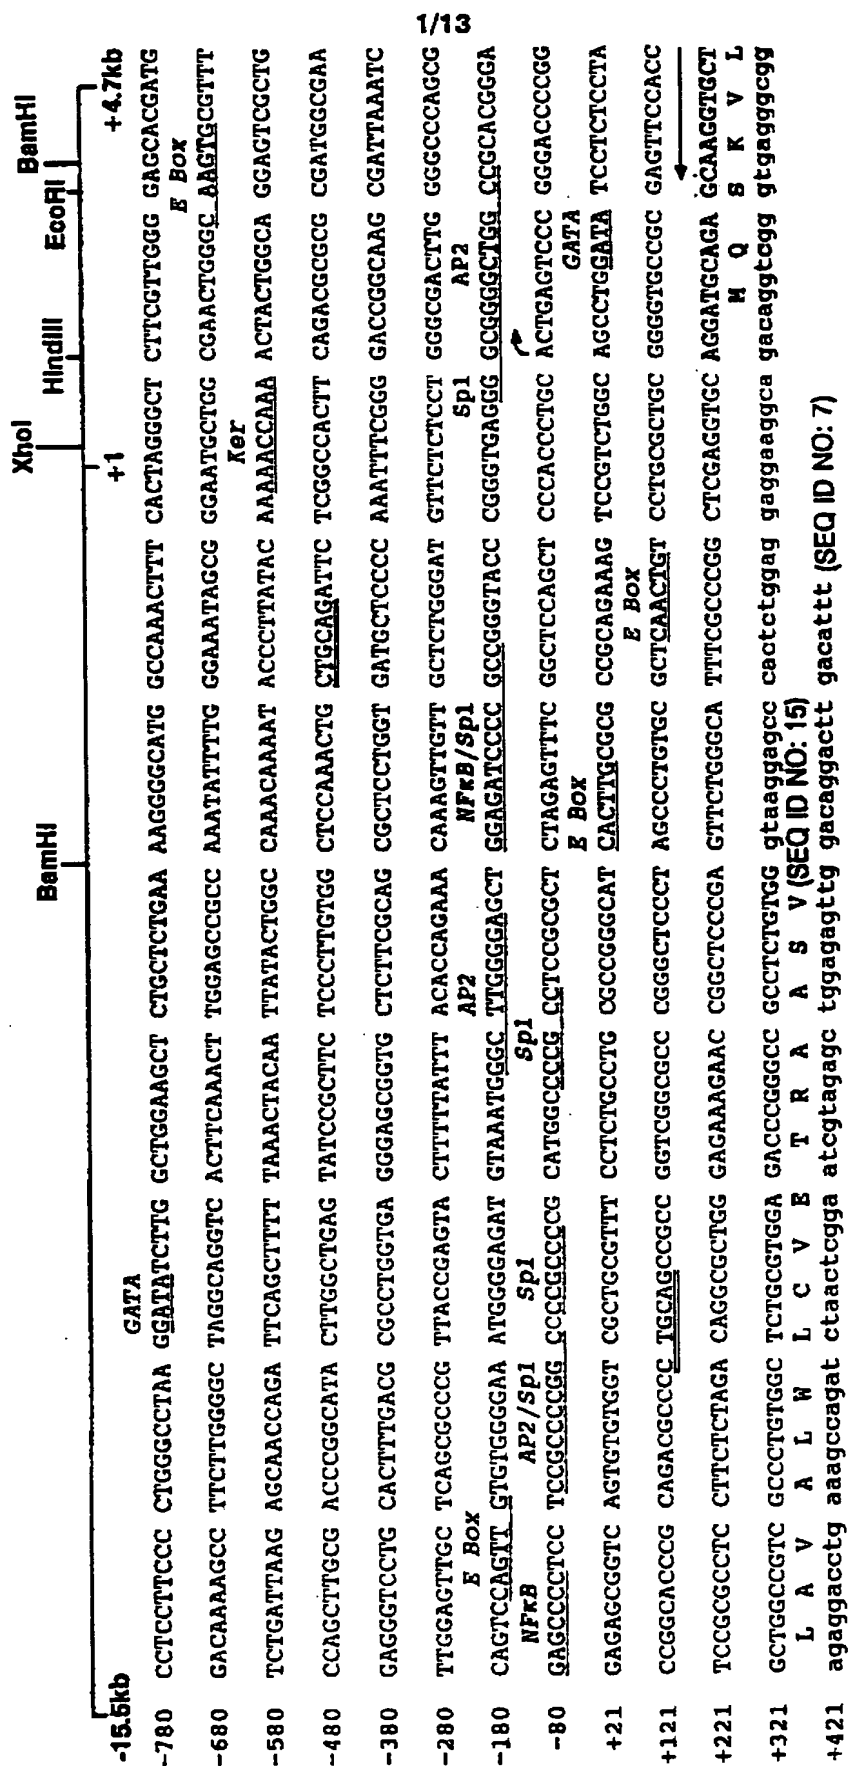 1/13
BamHI XhoI HindIII EcoRI BamHI
-15.5kb +1 +4.7kb
GATA
-780 CCTCCTTCCC CTGGGCCTAA GGATATCTTG GCTGGAAGCT CTGCTCTGAA AAGGGGCATG GCCAAACTTT CACTAGGGCT CTTCGTTGGG GAGCACGATG
E Box
-680 GACAAAAGCC TTCTTGGGGC TAGGCAGGTC ACTTCAAACT TGGAGCCGCC AAATATTTTG GGAAATAGCG GGAATGCTGG CGAACTGGGC AAGTGCGTTT
Ker
-580 TCTGATTAAG AGCAACCAGA TTCAGCTTTT TAAACTACAA TTATACTGGC CAAACAAAAT ACCCTTATAC AAAAACCAAA ACTACTGGCA GGAGTCGCTG
-480 CCAGCTTGCG ACCCGGCATA CTTGGCTGAG TATCCGCTTC TCCCTTGTGG CTCCAAACTG CTGCAGATTC TCGGCCACTT CAGACGCGCG CGATGGCGAA
-380 GAGGGTCCTG CACTTTGACG CGCCTGGTGA GGGAGCGGTG CTCTTCGCAG CGCTCCTGGT GATGCTCCCC AAATTTCGGG GACCGGCAAG CGATTAAATC
-280 TTGGAGTTGC TCAGCGCCCG TTACCGAGTA CTTTTTATTT ACACCAGAAA CAAAGTTGTT GCTCTGGGAT GTTCTCTCCT GGGCGACTTG GGGCCCAGCG
E Box AP2 NFκB/Sp1 Sp1 AP2
-180 CAGTCCAGTT GTGTGGGGAA ATGGGGAGAT GTAAATGGGC TTGGGGAGCT GGAGATCCCC GCCGGGTACC CGGGTGAGGG GCGGGGCTGG CCGCACGGGA
NFκB AP2/Sp1 Sp1 Sp1
-80 GAGCCCCTCC TCCGCCCCCGG CCCCGCCCCG CATGGCCCCG CCTCCGCGCT CTAGAGTTTC GGCTCCAGCT CCCACCCTGC ACTGAGTCCC GGGACCCCGG
E Box GATA
+21 GAGAGCGGTC AGTGTGTGGT CGCTGCGTTT CCTCTGCCTG CGCCGGGCAT CACTTGCGCG CCGCAGAAAG TCCGTCTGGC AGCCTGGATA TCCTCTCCTA
E Box
+121 CCGGCACCCG CAGACGCCCC TGCAGCCGCC GGTCGGCGCC CGGGCTCCCT AGCCCTGTGC GCTCAACTGT CCTGCGCTGC GGGGTGCCGC GAGTTCCACC
+221 TCCGCGCCTC CTTCTCTAGA CAGGCGCTGG GAGAAAGAAC CGGCTCCCGA GTTCTGGGCA TTTCGCCCGG CTCGAGGTGC AGGATGCAGA GCAAGGTGCT
M Q S K V L
+321 GCTGGCCGTC GCCCTGTGGC TCTGCGTGGA GACCCGGGCC GCCTCTGTGG gtaaggagcc cactctggag gaggaaggca gacaggtcgg gtgagggcgg
L A V A L W L C V E T R A A S V (SEQ ID NO: 15)
+421 agaggacctg aaagccagat ctaactcgga atcgtagagc tggagagttg gacaggactt gacattt (SEQ ID NO: 7)